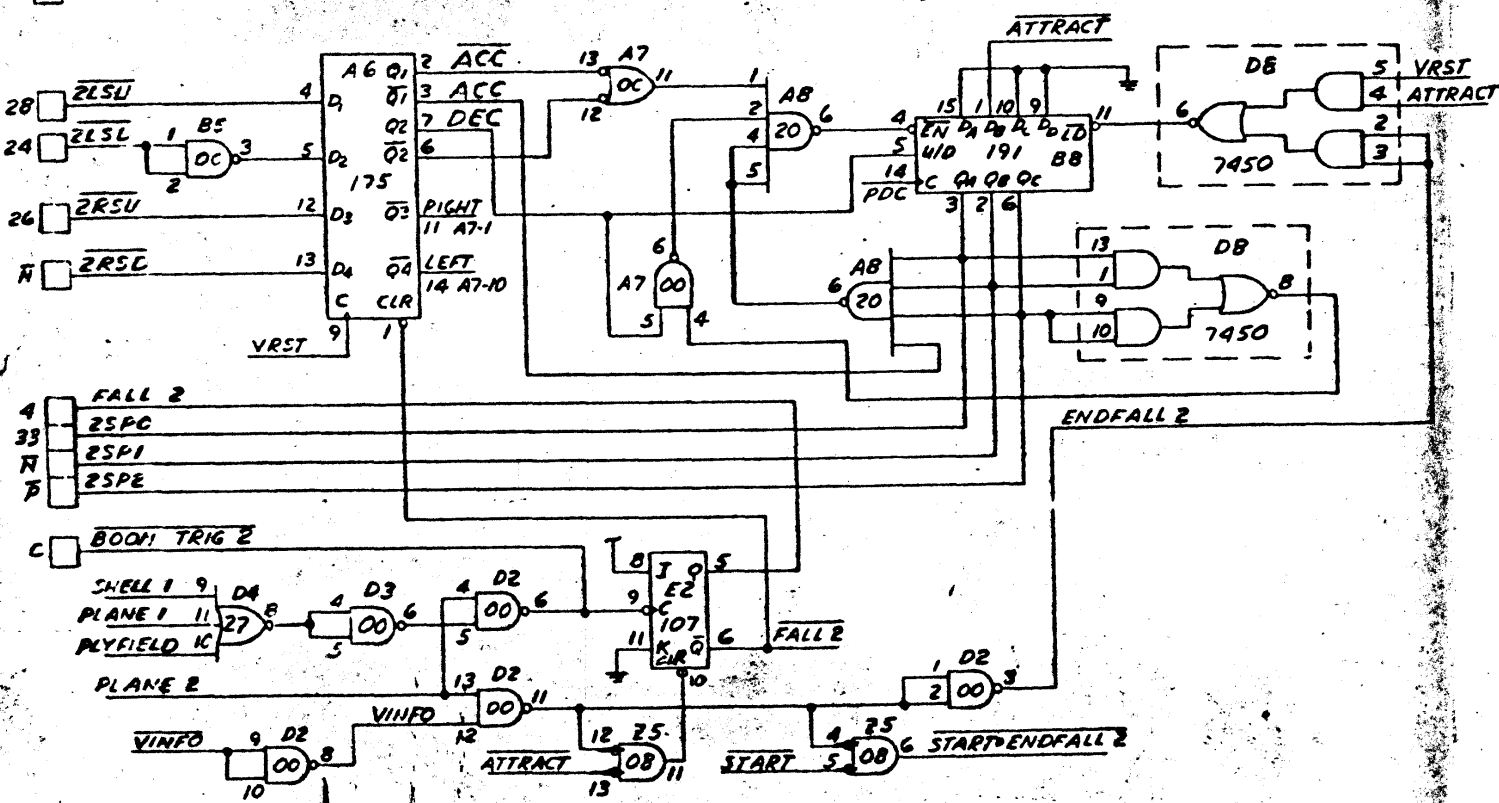 ATTRACT
D8
5 VRST
4 ATTRACT
6
2
3
7450
28 2LSU 4
24 2LSL 1 B5 3 5
OC
2
26 2RSU 12
N 2RSL 13
A6
175
D1
D2
D3
D4
C CLR
9 1
VRST
Q1 2 ACC
Q1 3 ACC
Q2 7 DEC
Q2 6
Q3 RIGHT
11 A7-1
Q4 LEFT
14 A7-10
13 A7
OC 11
12
1 A8
2
20 6
4
5
15 1 10 9
4 EN DA DB DC DD LD 11
5 U/D 191
14 C B8
PDC
QA QB QC
3 2 6
6
A7 00
5 4
A8
6 20
13 D8
1
9 8
10 7450
4 FALL 2
33 2SP0
N 2SP1
P 2SP2
ENDFALL 2
C BOOM TRIG 2
SHELL 1 9
PLANE 1 11
PLYFIELD 10
D4
27 8
D3
4
00 6
5
D2
4
00 6
5
8 J Q 5
E2
9 C
107
11 K Q 6 FALL 2
CLR
10
PLANE 2
13 D2
00 11
12
VINFO
VINFO 9 D2
00 8
10
ATTRACT
12 Z5
08 11
13
START
4 Z5
08 6
5
START+ENDFALL 2
1 D2
2 00 3